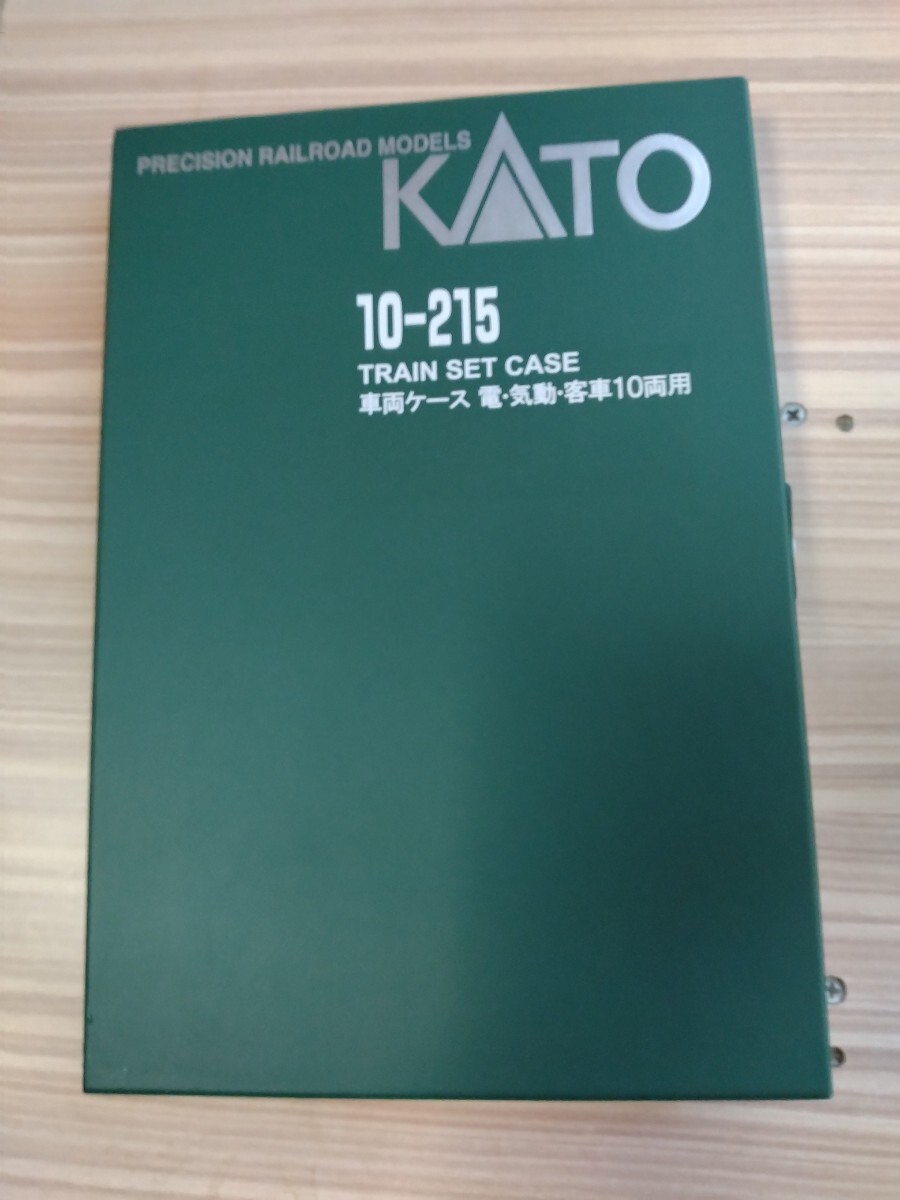 PRECISION RAILROAD MODELS
KATO
10-215
TRAIN SET CASE
車両ケース 電・気動・客車10両用